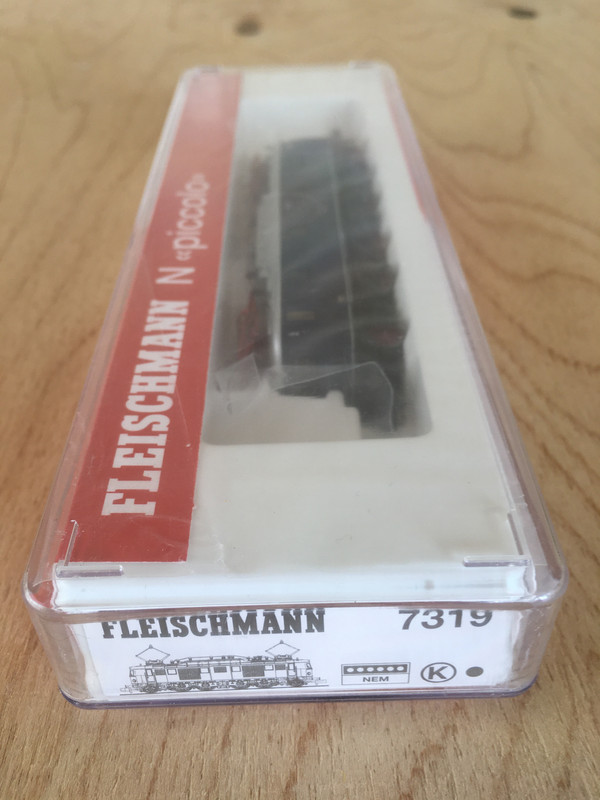 FLEISCHMANN N «piccolo»
FLEISCHMANN 7319
NEM K